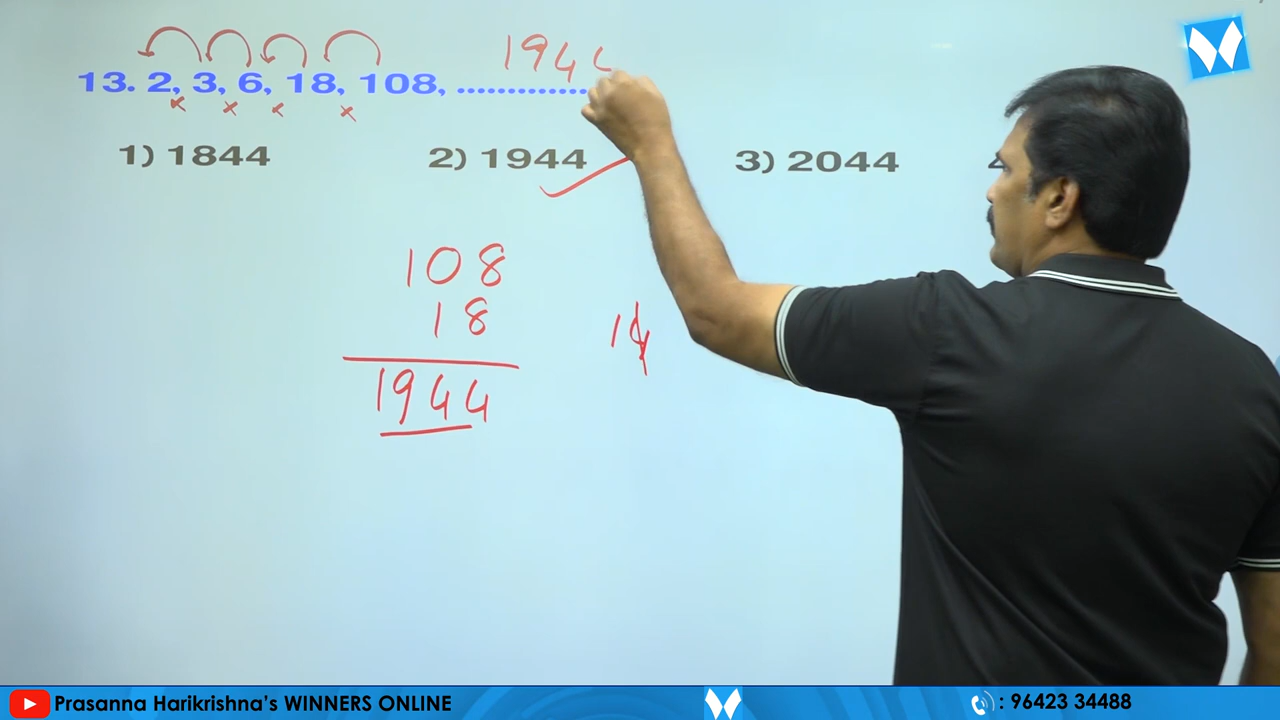 1944
13. 2, 3, 6, 18, 108, ..............
× × × ×
1) 1844 2) 1944 3) 2044
108
18
1944
Prasanna Harikrishna's WINNERS ONLINE : 96423 34488